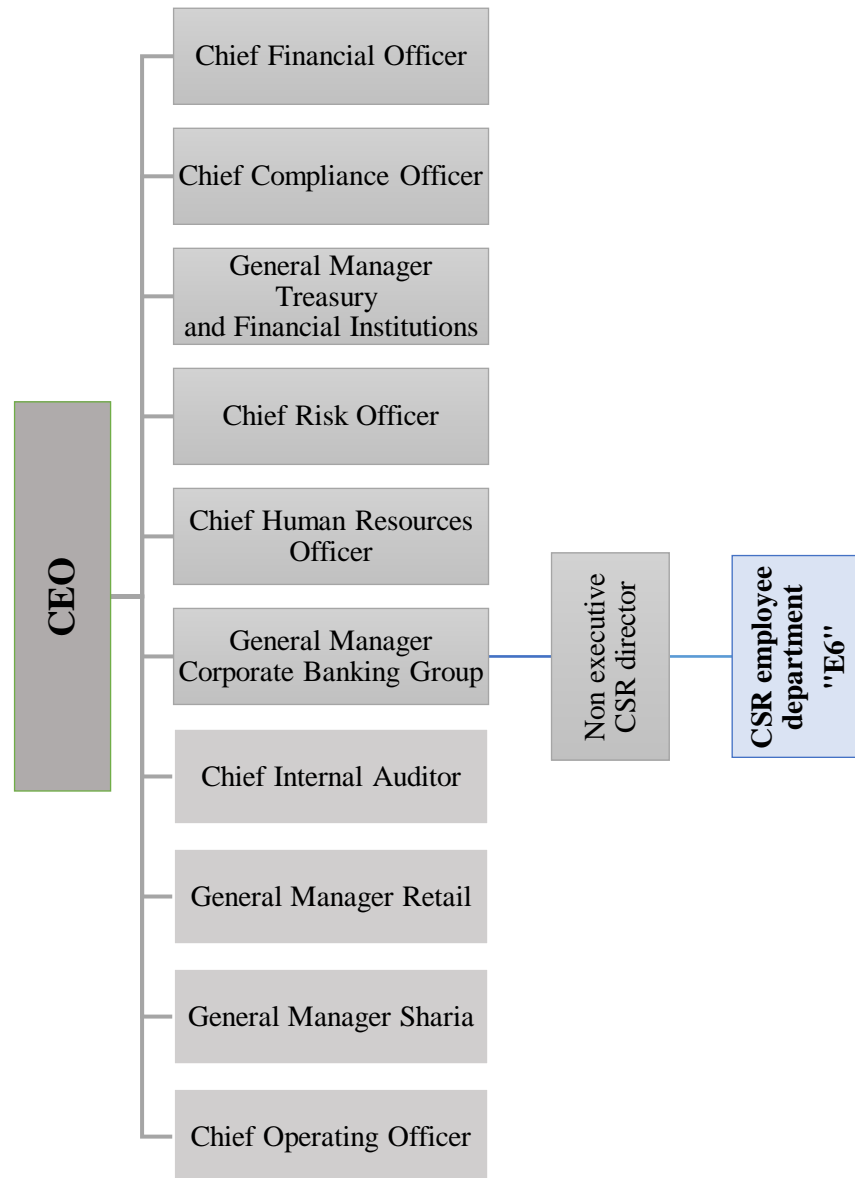 CEO
Chief Financial Officer
Chief Compliance Officer
General Manager
Treasury
and Financial Institutions
Chief Risk Officer
Chief Human Resources
Officer
General Manager
Corporate Banking Group
Non executive
CSR director
CSR employee
department
"E6"
Chief Internal Auditor
General Manager Retail
General Manager Sharia
Chief Operating Officer